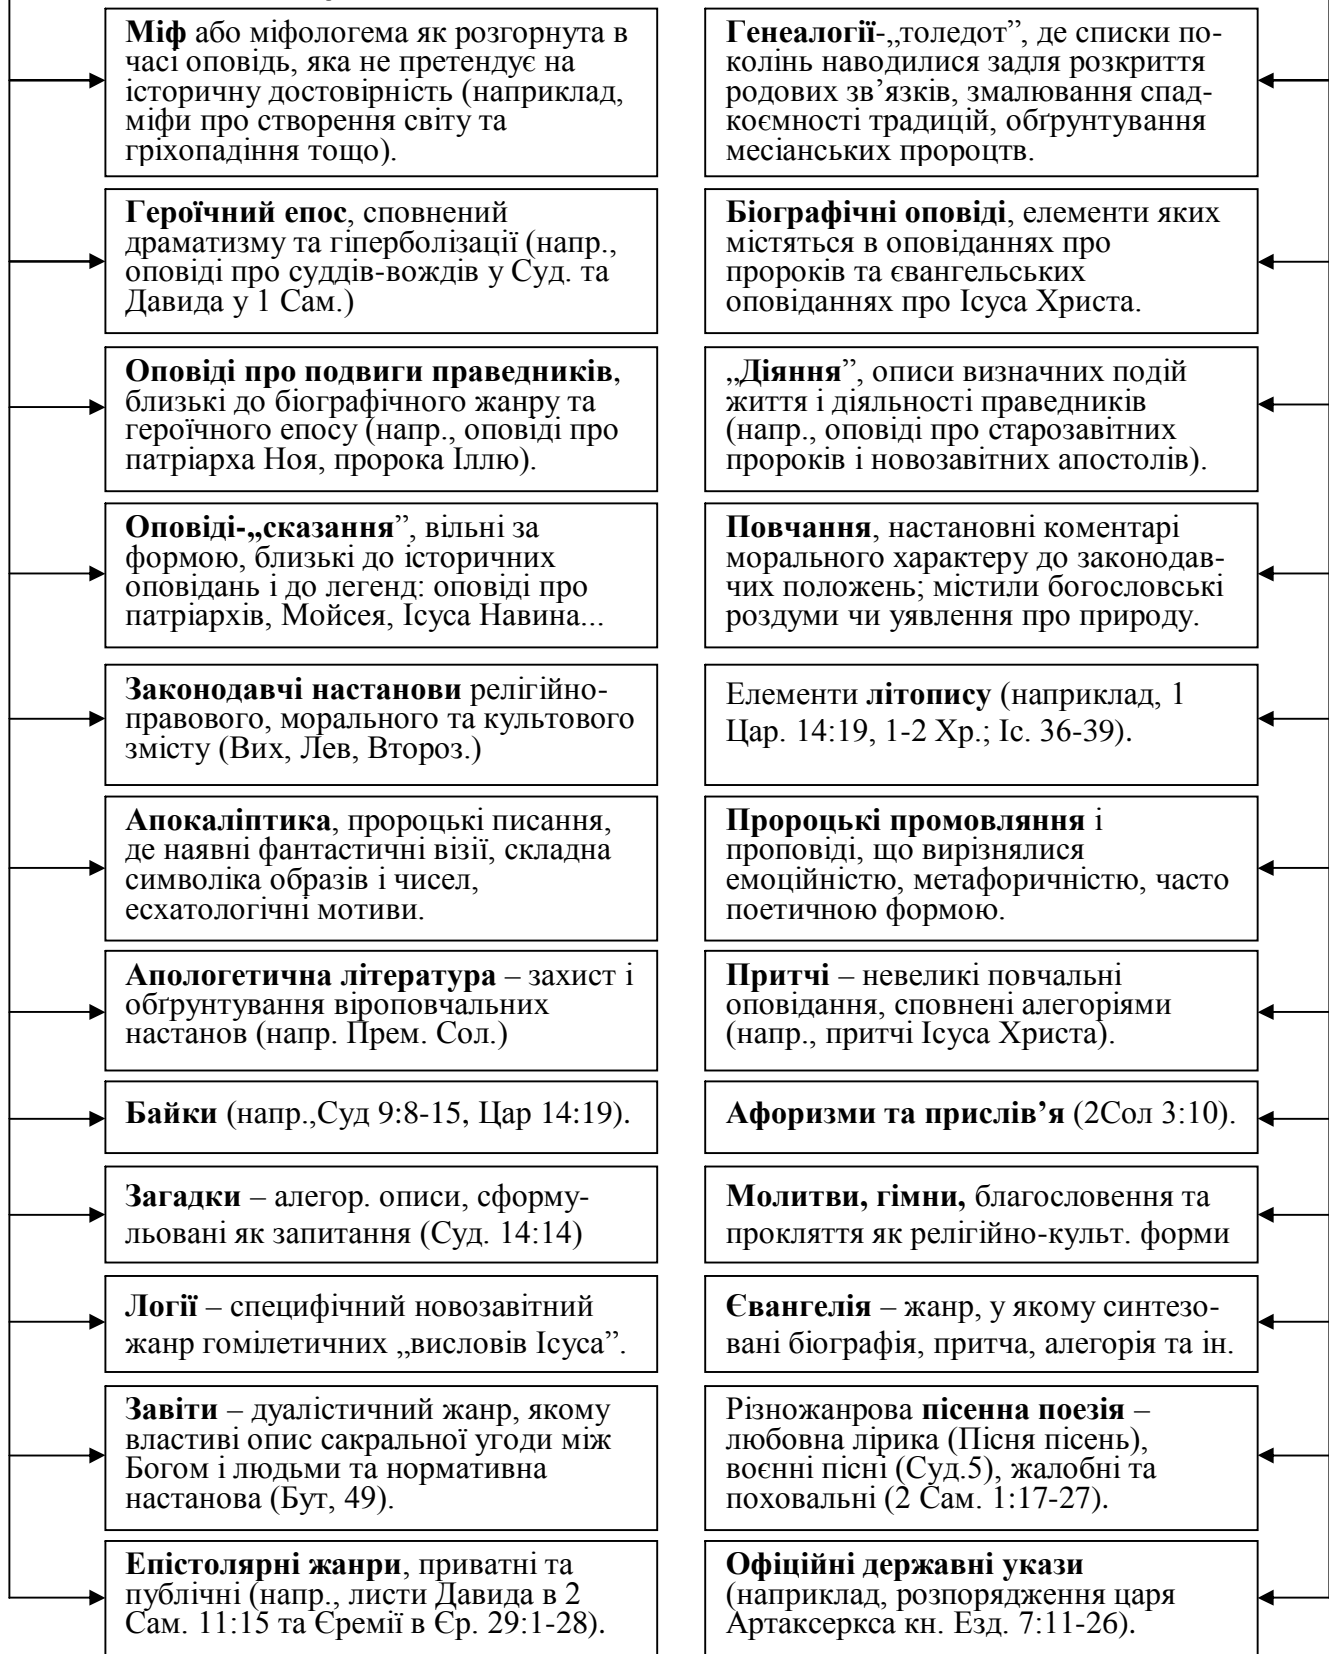 Міф або міфологема як розгорнута в
часі оповідь, яка не претендує на
історичну достовірність (наприклад,
міфи про створення світу та
гріхопадіння тощо).
Генеалогії-„толедот”, де списки по-
колінь наводилися задля розкриття
родових зв’язків, змалювання спад-
коємності традицій, обґрунтування
месіанських пророцтв.
Героїчний епос, сповнений
драматизму та гіперболізації (напр.,
оповіді про суддів-вождів у Суд. та
Давида у 1 Сам.)
Біографічні оповіді, елементи яких
містяться в оповіданнях про
пророків та євангельських
оповіданнях про Ісуса Христа.
Оповіді про подвиги праведників,
близькі до біографічного жанру та
героїчного епосу (напр., оповіді про
патріарха Ноя, пророка Іллю).
„Діяння”, описи визначних подій
життя і діяльності праведників
(напр., оповіді про старозавітних
пророків і новозавітних апостолів).
Оповіді-„сказання”, вільні за
формою, близькі до історичних
оповідань і до легенд: оповіді про
патріархів, Мойсея, Ісуса Навина...
Повчання, настановні коментарі
морального характеру до законодав-
чих положень; містили богословські
роздуми чи уявлення про природу.
Законодавчі настанови релігійно-
правового, морального та культового
змісту (Вих, Лев, Второз.)
Елементи літопису (наприклад, 1
Цар. 14:19, 1-2 Хр.; Іс. 36-39).
Апокаліптика, пророцькі писання,
де наявні фантастичні візії, складна
символіка образів і чисел,
есхатологічні мотиви.
Пророцькі промовляння і
проповіді, що вирізнялися
емоційністю, метафоричністю, часто
поетичною формою.
Апологетична література – захист і
обґрунтування віроповчальних
настанов (напр. Прем. Сол.)
Притчі – невеликі повчальні
оповідання, сповнені алегоріями
(напр., притчі Ісуса Христа).
Байки (напр.,Суд 9:8-15, Цар 14:19).
Афоризми та прислів’я (2Сол 3:10).
Загадки – алегор. описи, сформу-
льовані як запитання (Суд. 14:14)
Молитви, гімни, благословення та
прокляття як релігійно-культ. форми
Логії – специфічний новозавітний
жанр гомілетичних „висловів Ісуса”.
Євангелія – жанр, у якому синтезо-
вані біографія, притча, алегорія та ін.
Завіти – дуалістичний жанр, якому
властиві опис сакральної угоди між
Богом і людьми та нормативна
настанова (Бут, 49).
Різножанрова пісенна поезія –
любовна лірика (Пісня пісень),
воєнні пісні (Суд.5), жалобні та
поховальні (2 Сам. 1:17-27).
Епістолярні жанри, приватні та
публічні (напр., листи Давида в 2
Сам. 11:15 та Єремії в Єр. 29:1-28).
Офіційні державні укази
(наприклад, розпорядження царя
Артаксеркса кн. Езд. 7:11-26).